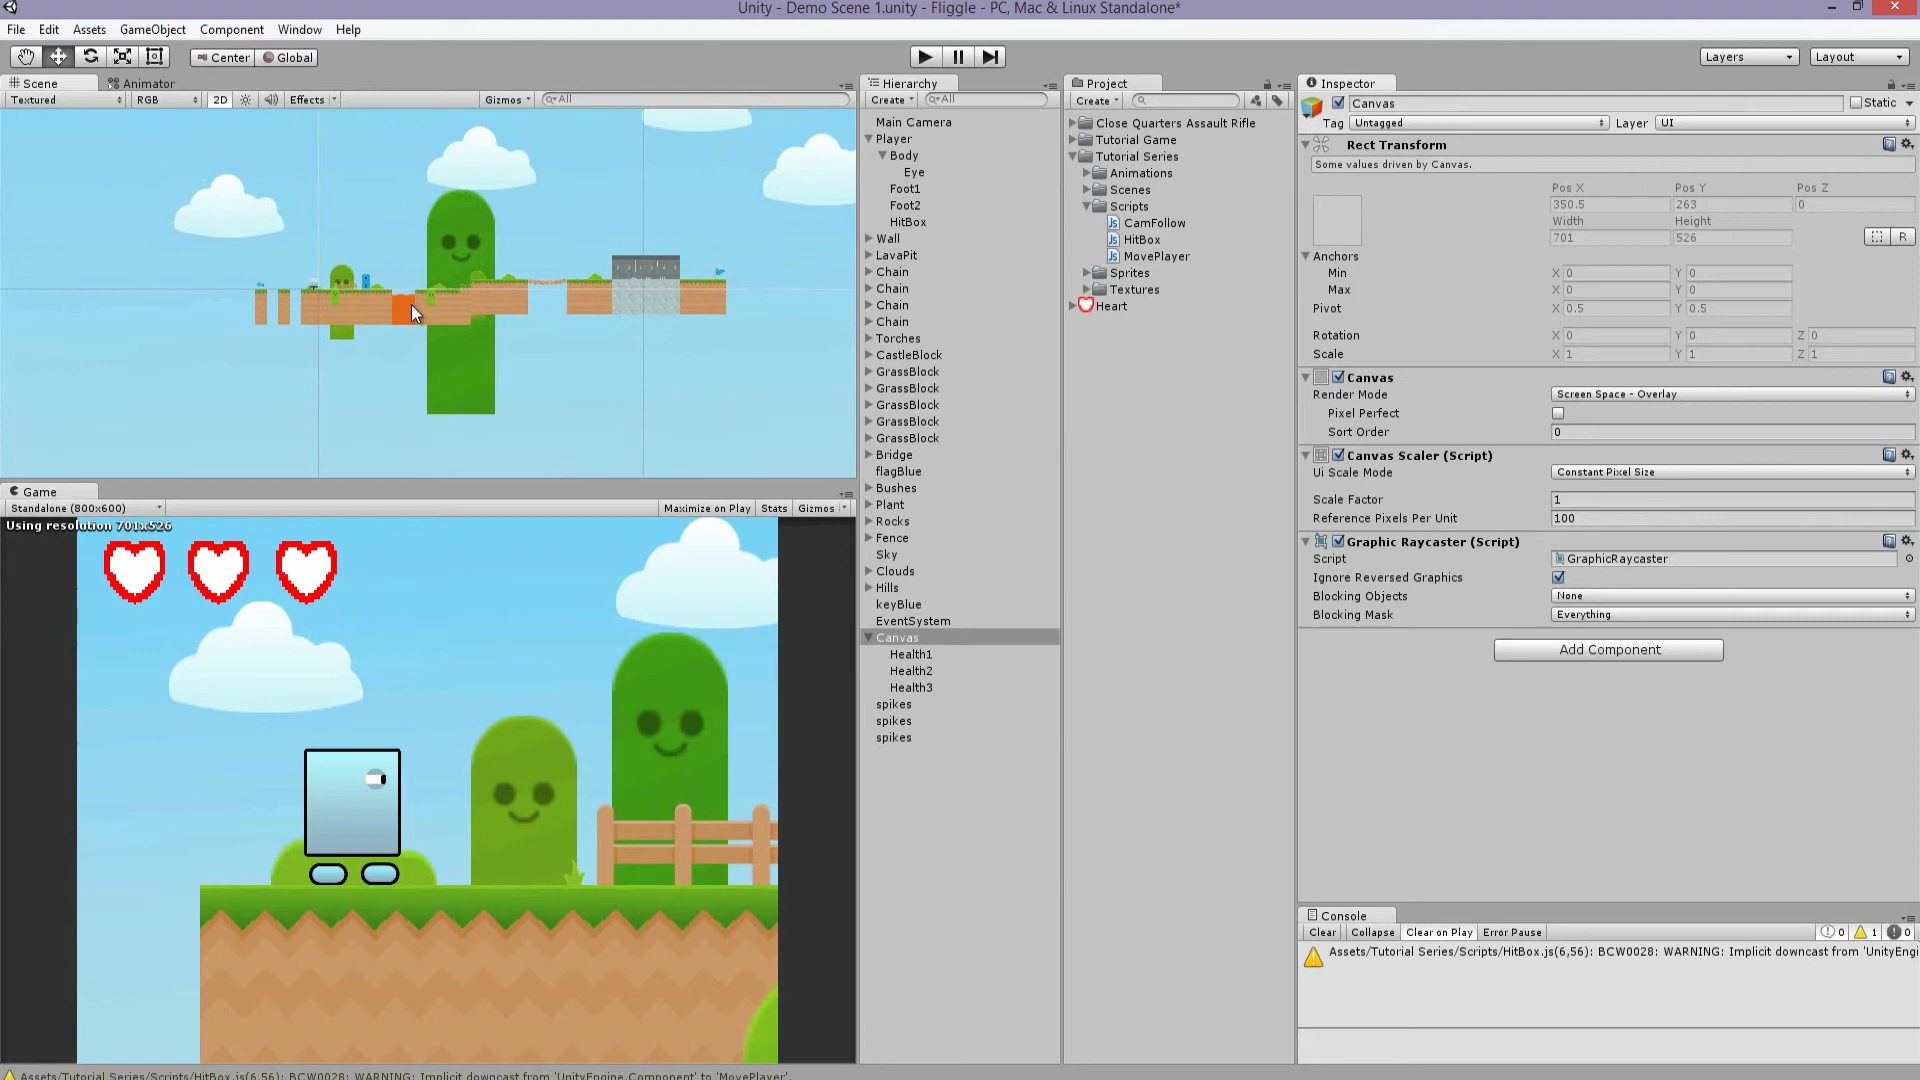 Unity - Demo Scene 1.unity - Fliggle - PC, Mac & Linux Standalone*
File Edit Assets GameObject Component Window Help
Center Global Layers Layout
Scene Animator
Textured RGB 2D Effects Gizmos All
Game
Standalone (800x600) Maximize on Play Stats Gizmos
Using resolution 701x526
Hierarchy
Create All
Main Camera
Player
Body
Eye
Foot1
Foot2
HitBox
Wall
LavaPit
Chain
Chain
Chain
Chain
Torches
CastleBlock
GrassBlock
GrassBlock
GrassBlock
GrassBlock
GrassBlock
Bridge
flagBlue
Bushes
Plant
Rocks
Fence
Sky
Clouds
Hills
keyBlue
EventSystem
Canvas
Health1
Health2
Health3
spikes
spikes
spikes
Project
Create
Close Quarters Assault Rifle
Tutorial Game
Tutorial Series
Animations
Scenes
Scripts
CamFollow
HitBox
MovePlayer
Sprites
Textures
Heart
Inspector
Canvas Static
Tag Untagged Layer UI
Rect Transform
Some values driven by Canvas.
Pos X Pos Y Pos Z
350.5 263 0
Width Height
701 526
R
Anchors
Min X 0 Y 0
Max X 0 Y 0
Pivot X 0.5 Y 0.5
Rotation X 0 Y 0 Z 0
Scale X 1 Y 1 Z 1
Canvas
Render Mode Screen Space - Overlay
Pixel Perfect
Sort Order 0
Canvas Scaler (Script)
Ui Scale Mode Constant Pixel Size
Scale Factor 1
Reference Pixels Per Unit 100
Graphic Raycaster (Script)
Script GraphicRaycaster
Ignore Reversed Graphics
Blocking Objects None
Blocking Mask Everything
Add Component
Console
Clear Collapse Clear on Play Error Pause 0 1 0
Assets/Tutorial Series/Scripts/HitBox.js(6,56): BCW0028: WARNING: Implicit downcast from 'UnityEngi
Assets/Tutorial Series/Scripts/HitBox.js(6,56): BCW0028: WARNING: Implicit downcast from 'UnityEngine.Component' to 'MovePlayer'.